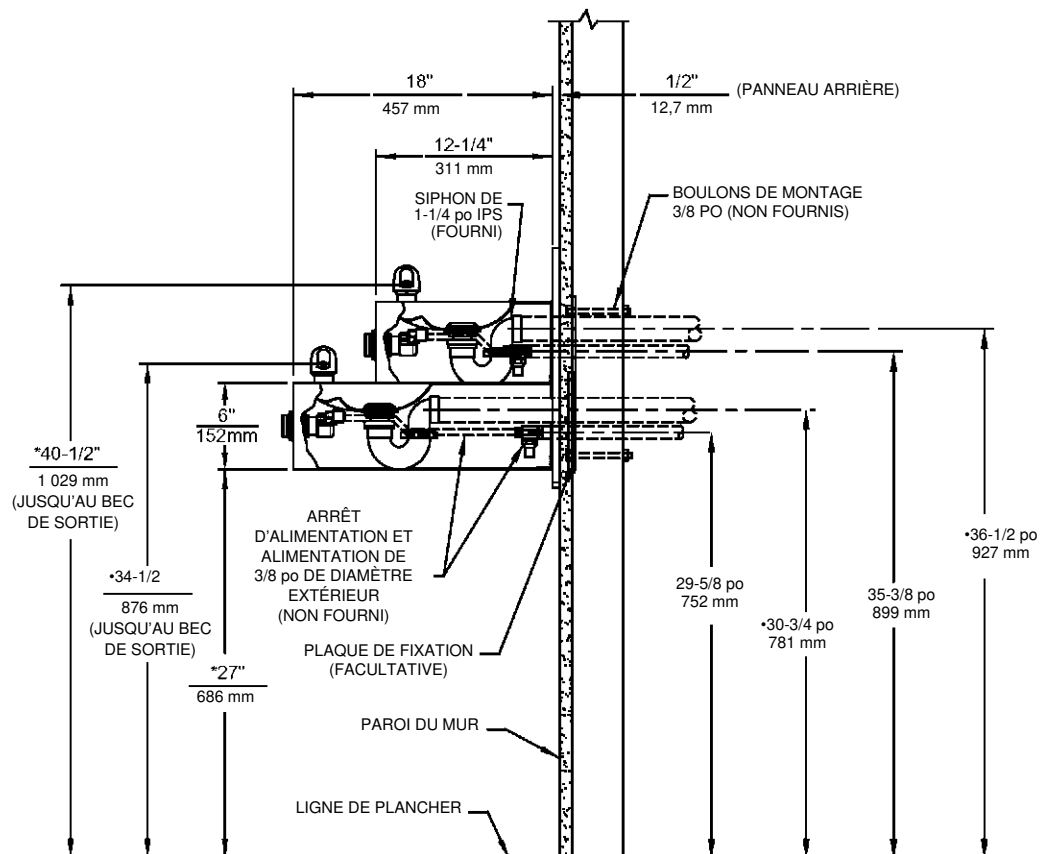 18"
457 mm
1/2"
12,7 mm
(PANNEAU ARRIÈRE)
12-1/4"
311 mm
SIPHON DE
1-1/4 po IPS
(FOURNI)
BOULONS DE MONTAGE
3/8 PO (NON FOURNIS)
6"
152mm
*40-1/2"
1 029 mm
(JUSQU'AU BEC
DE SORTIE)
•34-1/2
876 mm
(JUSQU'AU BEC
DE SORTIE)
*27"
686 mm
ARRÊT
D'ALIMENTATION ET
ALIMENTATION DE
3/8 po DE DIAMÈTRE
EXTÉRIEUR
(NON FOURNI)
PLAQUE DE FIXATION
(FACULTATIVE)
PAROI DU MUR
LIGNE DE PLANCHER
29-5/8 po
752 mm
•30-3/4 po
781 mm
35-3/8 po
899 mm
•36-1/2 po
927 mm